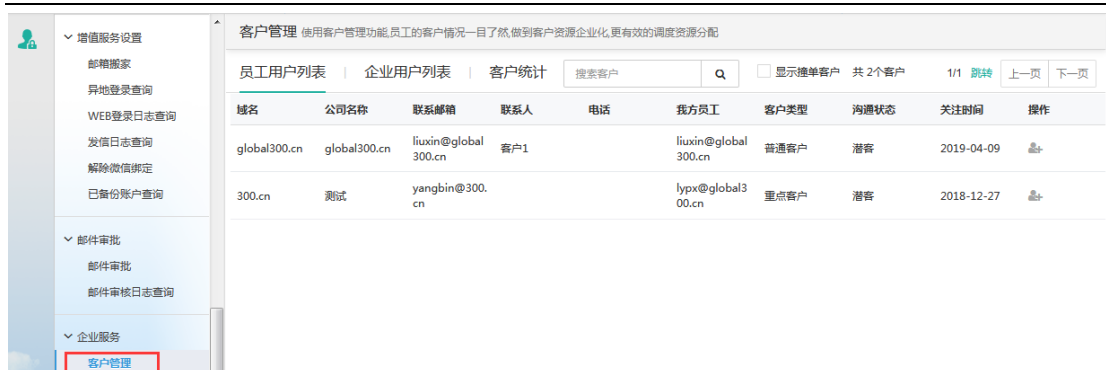 增值服务设置
邮箱搬家
异地登录查询
WEB登录日志查询
发信日志查询
解除微信绑定
已备份账户查询
邮件审批
邮件审批
邮件审核日志查询
企业服务
客户管理
客户管理 使用客户管理功能,员工的客户情况一目了然,做到客户资源企业化,更有效的调度资源分配
员工用户列表 | 企业用户列表 | 客户统计 搜索客户 显示撞单客户 共 2个客户 1/1 跳转 上一页 下一页
域名 公司名称 联系邮箱 联系人 电话 我方员工 客户类型 沟通状态 关注时间 操作
global300.cn global300.cn liuxin@global 客户1 liuxin@global 普通客户 潜客 2019-04-09
300.cn 300.cn
300.cn 测试 yangbin@300. lypx@global3 重点客户 潜客 2018-12-27
cn 00.cn